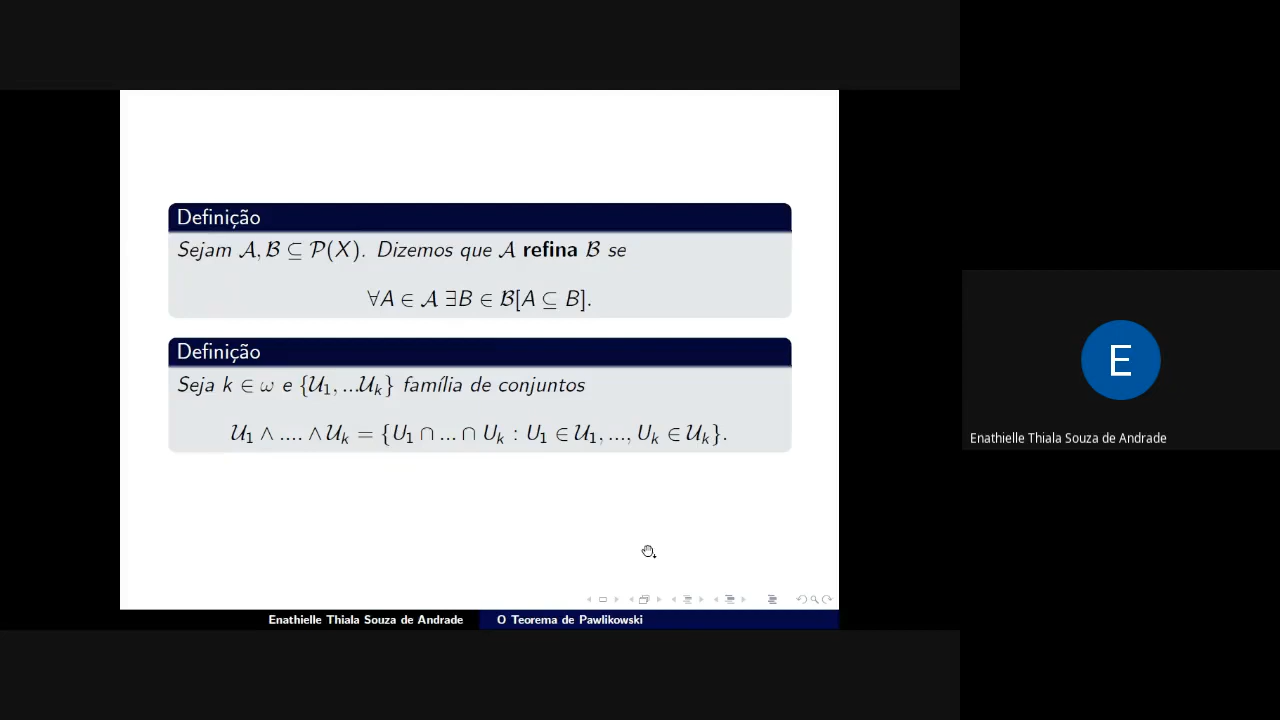 Definição
Sejam 𝒜, ℬ ⊆ 𝒫(X). Dizemos que 𝒜 refina ℬ se
∀A ∈ 𝒜 ∃B ∈ ℬ[A ⊆ B].
Definição
Seja k ∈ ω e {𝒰₁, ...𝒰ₖ} família de conjuntos
𝒰₁ ∧ .... ∧ 𝒰ₖ = {U₁ ∩ ... ∩ Uₖ : U₁ ∈ 𝒰₁, ..., Uₖ ∈ 𝒰ₖ}.
E
Enathielle Thiala Souza de Andrade
Enathielle Thiala Souza de Andrade
O Teorema de Pawlikowski